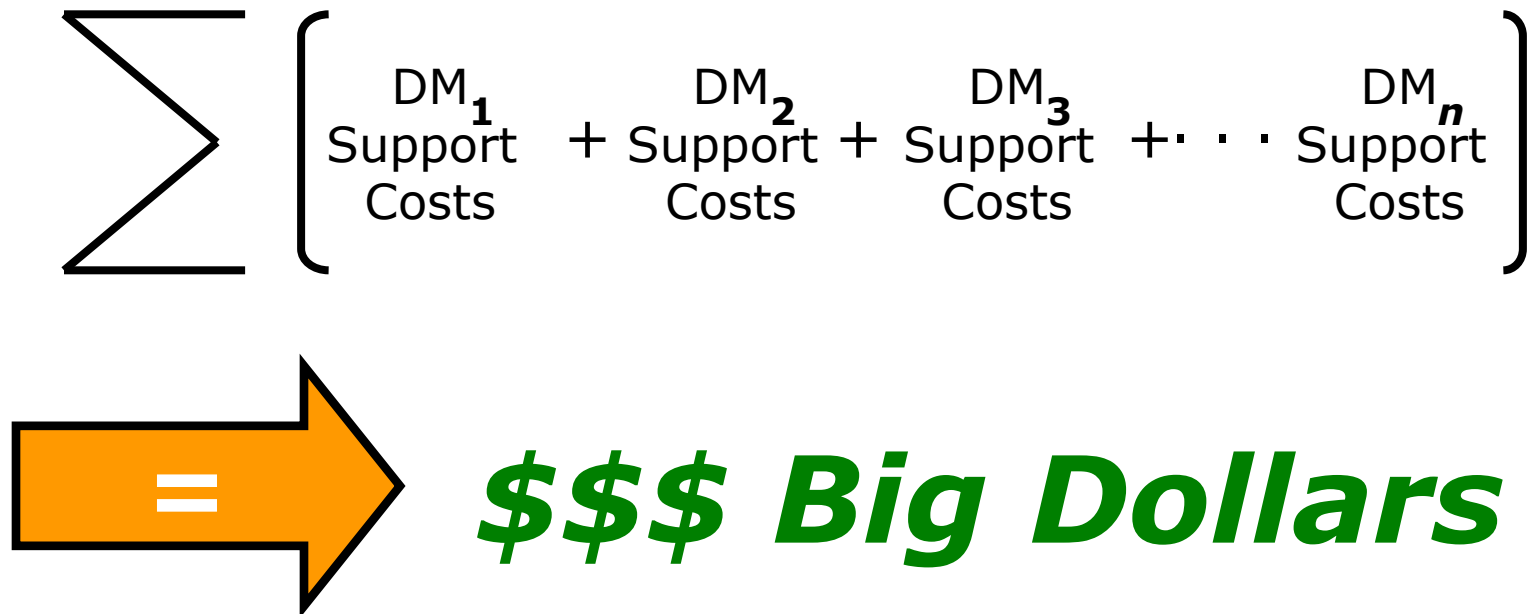 ∑ ( DM₁ Support Costs + DM₂ Support Costs + DM₃ Support Costs + · · · DMₙ Support Costs )
= $$$ Big Dollars